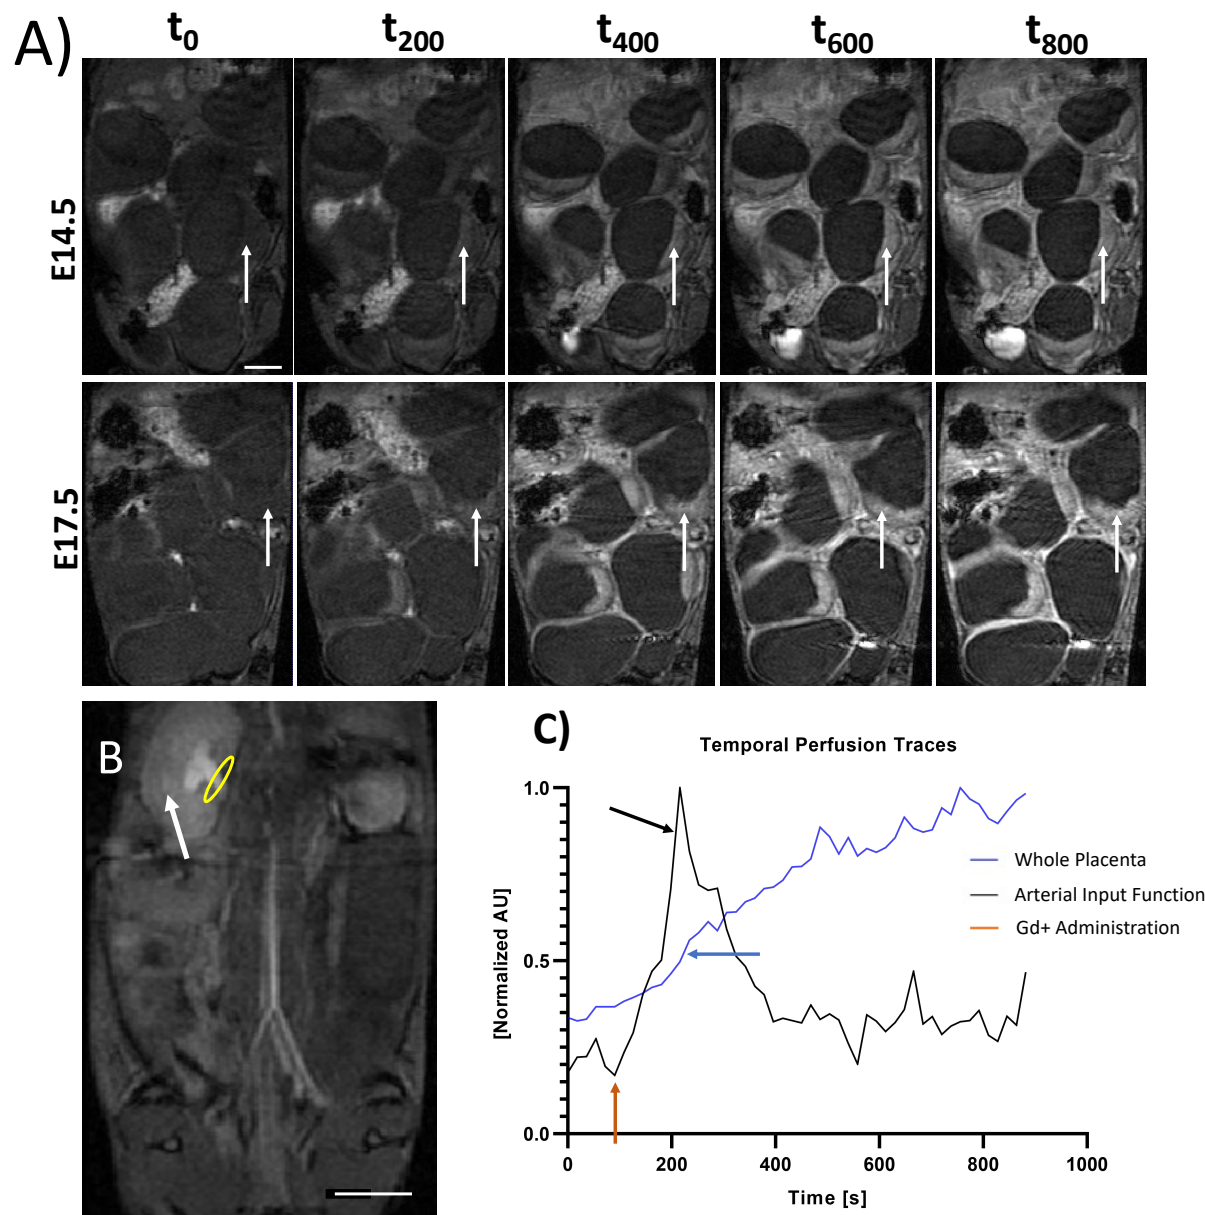 A)
t0 t200 t400 t600 t800
E14.5
E17.5
B
C)
Temporal Perfusion Traces
[Normalized AU]
1.0
0.5
0.0
0 200 400 600 800 1000
Time [s]
Whole Placenta
Arterial Input Function
Gd+ Administration